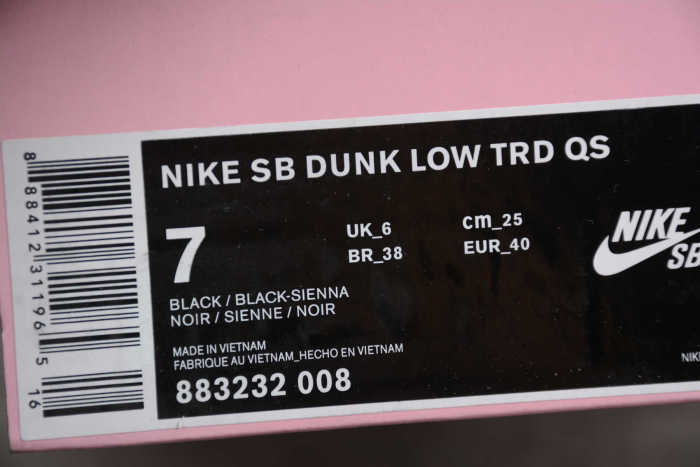 NIKE SB DUNK LOW TRD QS
7
UK_6
cm_25
BR_38
EUR_40
NIKE
SB
BLACK / BLACK-SIENNA
NOIR / SIENNE / NOIR
MADE IN VIETNAM
FABRIQUE AU VIETNAM_HECHO EN VIETNAM
883232 008
NIK
8 88412 31196 5 16